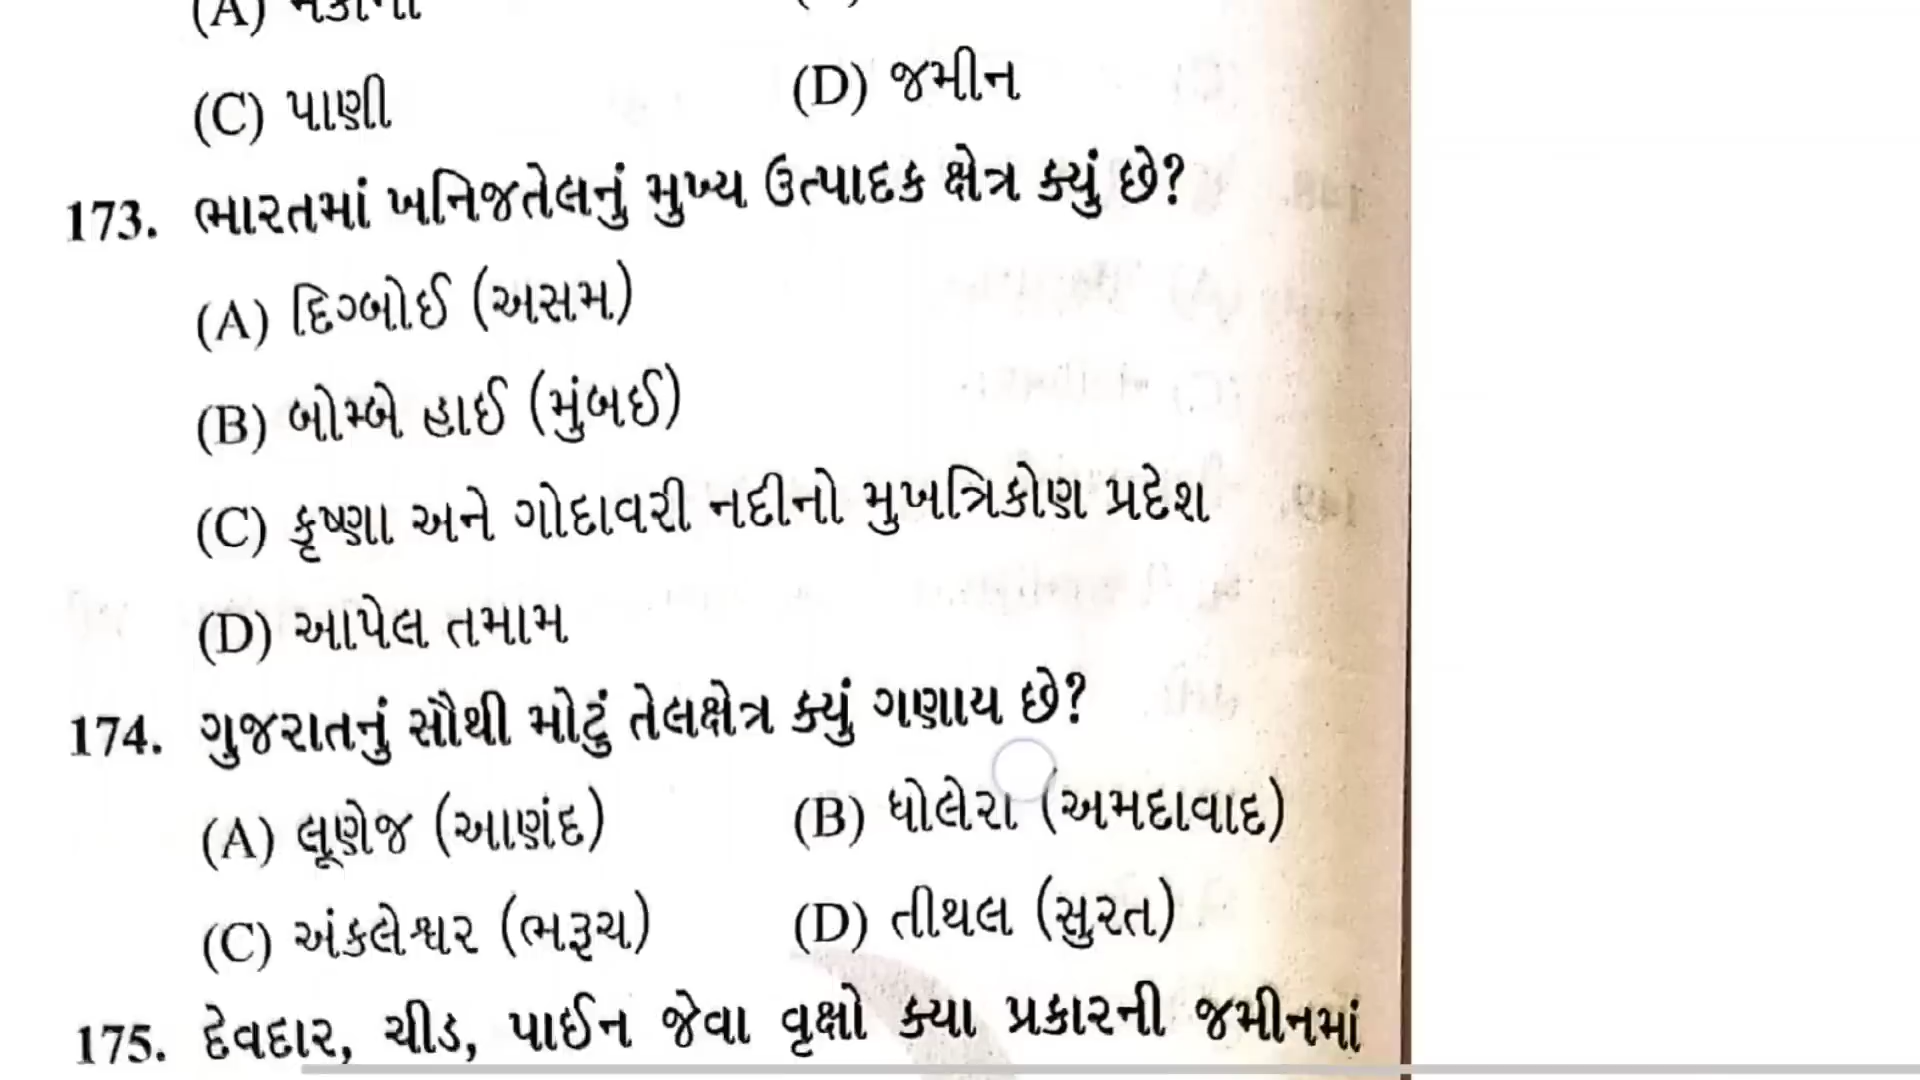 (A)
(C) પાણી (D) જમીન
173. ભારતમાં ખનિજતેલનું મુખ્ય ઉત્પાદક ક્ષેત્ર ક્યું છે?
(A) દિગ્બોઈ (અસમ)
(B) બોમ્બે હાઈ (મુંબઈ)
(C) કૃષ્ણા અને ગોદાવરી નદીનો મુખત્રિકોણ પ્રદેશ
(D) આપેલ તમામ
174. ગુજરાતનું સૌથી મોટું તેલક્ષેત્ર ક્યું ગણાય છે?
(A) લૂણેજ (આણંદ) (B) ધોલેરા (અમદાવાદ)
(C) અંકલેશ્વર (ભરૂચ) (D) તીથલ (સુરત)
175. દેવદાર, ચીડ, પાઈન જેવા વૃક્ષો ક્યા પ્રકારની જમીનમાં